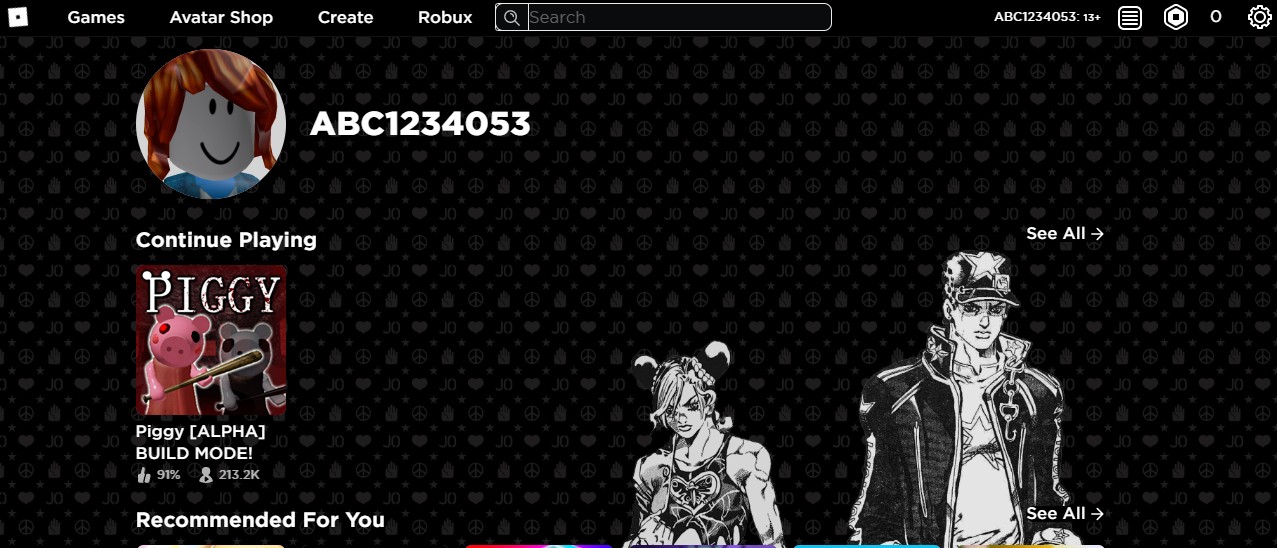 Games Avatar Shop Create Robux Search ABC1234053: 13+ 0
ABC1234053
Continue Playing See All →
PIGGY
Piggy [ALPHA]
BUILD MODE!
91% 213.2K
Recommended For You See All →